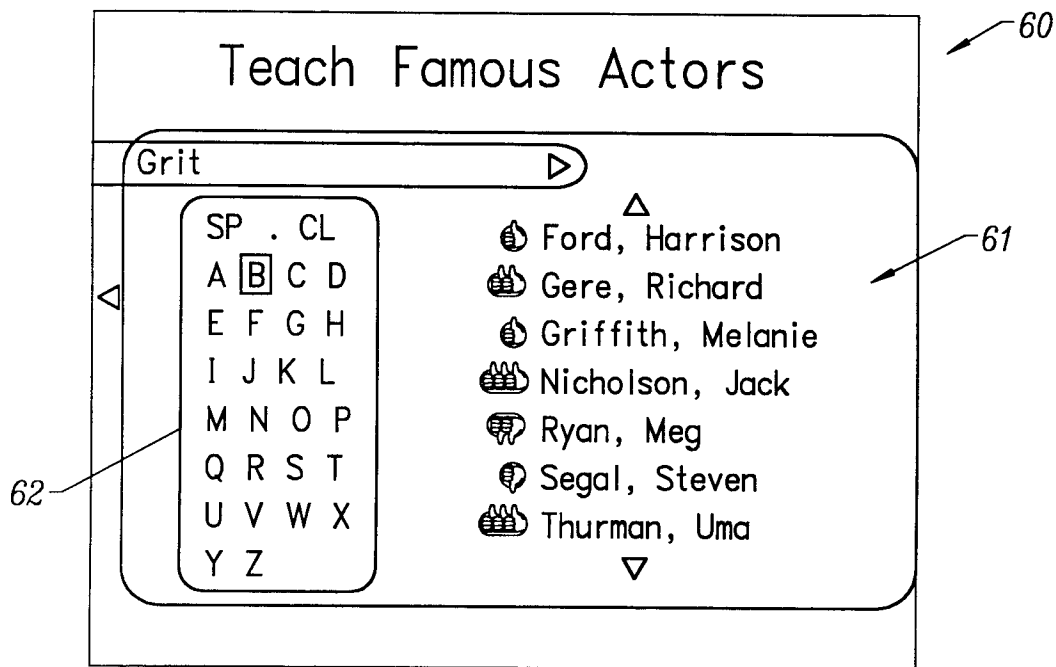 60
Teach Famous Actors
Grit
SP . CL
A B C D
E F G H
I J K L
M N O P
Q R S T
U V W X
Y Z
62
Ford, Harrison
Gere, Richard
Griffith, Melanie
Nicholson, Jack
Ryan, Meg
Segal, Steven
Thurman, Uma
61